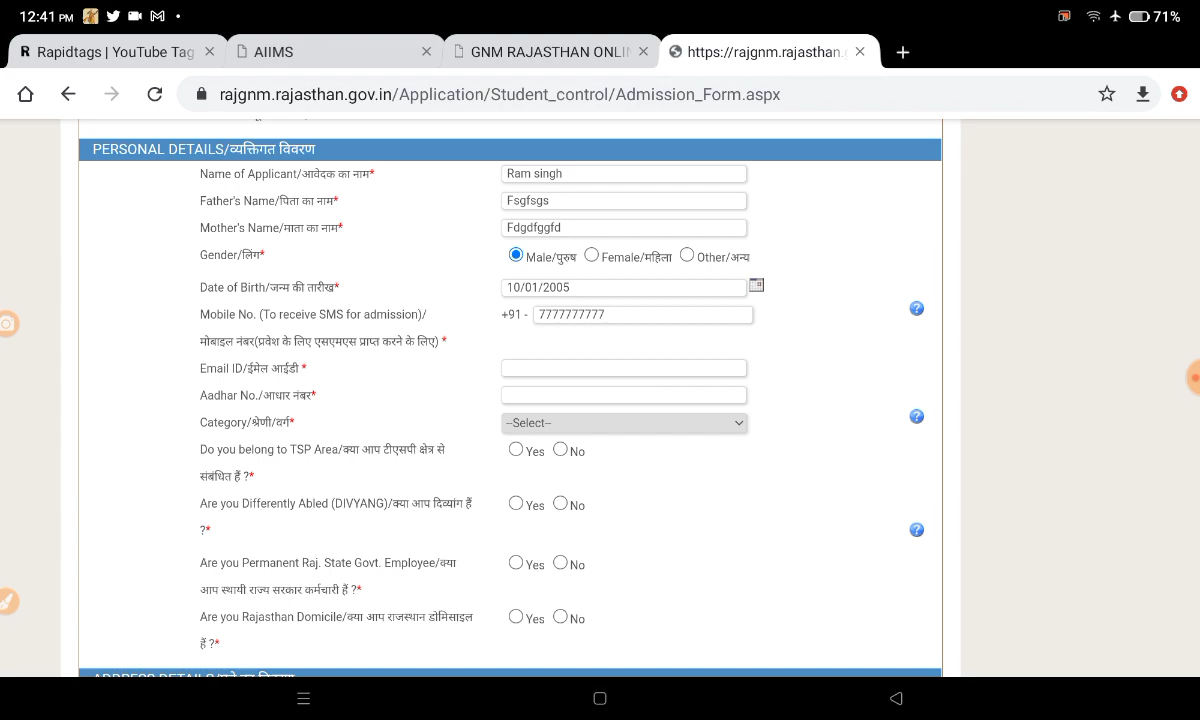 12:41 PM
71%
R Rapidtags | YouTube Tag
AIIMS
GNM RAJASTHAN ONLI
https://rajgnm.rajasthan.
rajgnm.rajasthan.gov.in/Application/Student_control/Admission_Form.aspx
PERSONAL DETAILS/व्यक्तिगत विवरण
Name of Applicant/आवेदक का नाम* Ram singh
Father's Name/पिता का नाम* Fsgfsgs
Mother's Name/माता का नाम* Fdgdfggfd
Gender/लिंग* Male/पुरुष Female/महिला Other/अन्य
Date of Birth/जन्म की तारीख* 10/01/2005
Mobile No. (To receive SMS for admission)/ +91 - 7777777777
मोबाइल नंबर(प्रवेश के लिए एसएमएस प्राप्त करने के लिए) *
Email ID/ईमेल आईडी *
Aadhar No./आधार नंबर*
Category/श्रेणी/वर्ग* --Select--
Do you belong to TSP Area/क्या आप टीएसपी क्षेत्र से Yes No
संबंधित हैं ?*
Are you Differently Abled (DIVYANG)/क्या आप दिव्यांग हैं Yes No
?*
Are you Permanent Raj. State Govt. Employee/क्या Yes No
आप स्थायी राज्य सरकार कर्मचारी हैं ?*
Are you Rajasthan Domicile/क्या आप राजस्थान डोमिसाइल Yes No
हैं ?*